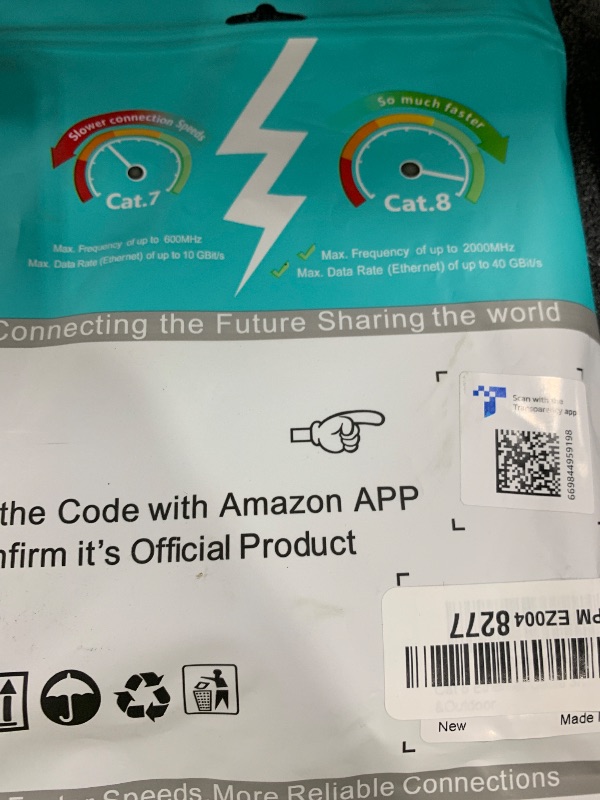 Slower connection Speeds
So much faster
Cat.7
Cat.8
Max. Frequency of up to 600MHz
Max. Data Rate (Ethernet) of up to 10 GBit/s
Max. Frequency of up to 2000MHz
Max. Data Rate (Ethernet) of up to 40 GBit/s
Connecting the Future Sharing the world
Scan with the
Transparency app
669844959198
the Code with Amazon APP
nfirm it's Official Product
PM EZ004 8277
New
Made
Speeds, More Reliable Connections